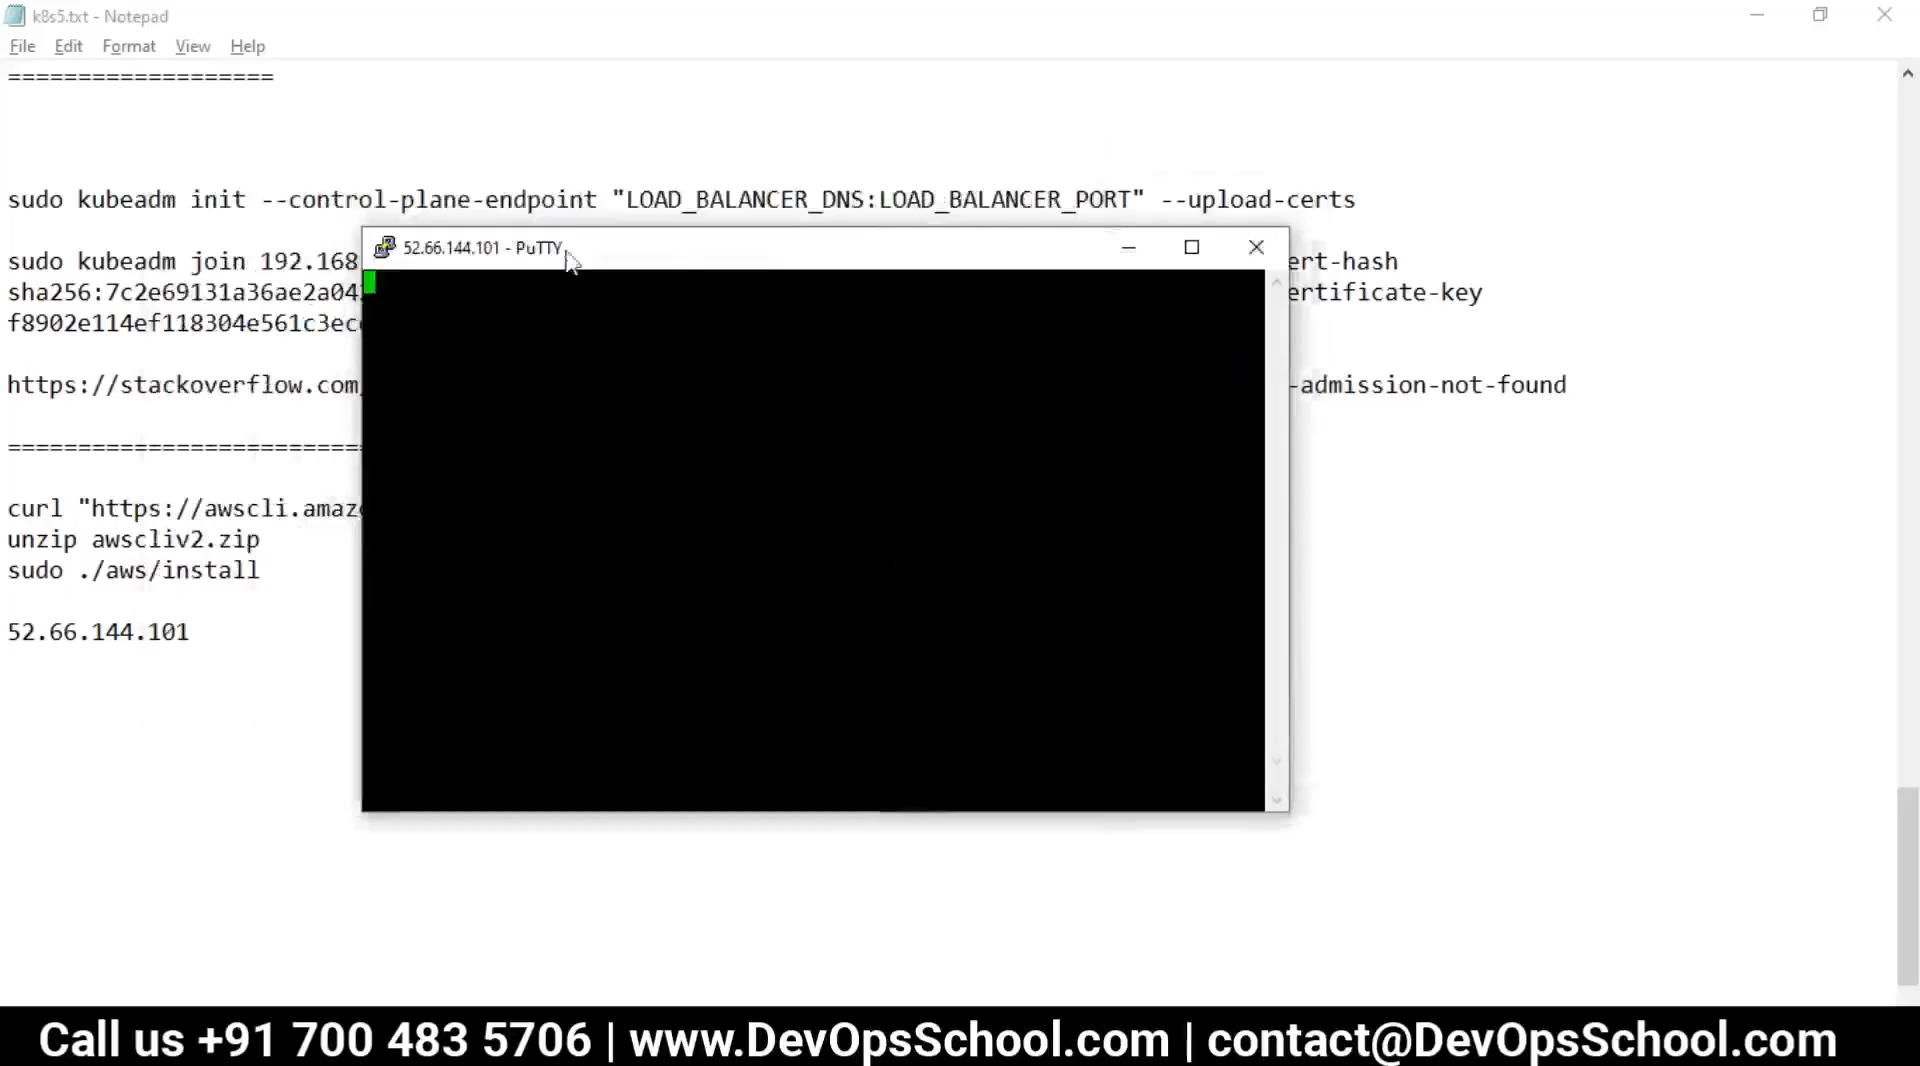 k8s5.txt - Notepad
File Edit Format View Help
===================
sudo kubeadm init --control-plane-endpoint "LOAD_BALANCER_DNS:LOAD_BALANCER_PORT" --upload-certs
52.66.144.101 - PuTTY
sudo kubeadm join 192.168 ert-hash
sha256:7c2e69131a36ae2a04 ertificate-key
f8902e114ef118304e561c3ec
https://stackoverflow.com -admission-not-found
=========================
curl "https://awscli.amaz
unzip awscliv2.zip
sudo ./aws/install
52.66.144.101
Call us +91 700 483 5706 | www.DevOpsSchool.com | contact@DevOpsSchool.com